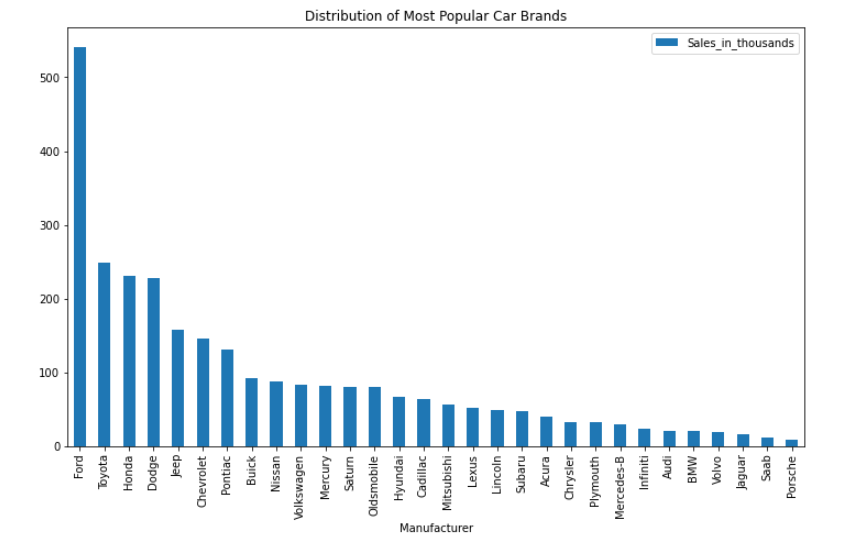 Distribution of Most Popular Car Brands
Sales_in_thousands
500
400
300
200
100
0
Ford
Toyota
Honda
Dodge
Jeep
Chevrolet
Pontiac
Buick
Nissan
Volkswagen
Mercury
Saturn
Oldsmobile
Hyundai
Cadillac
Mitsubishi
Lexus
Lincoln
Subaru
Acura
Chrysler
Plymouth
Mercedes-B
Infiniti
Audi
BMW
Volvo
Jaguar
Saab
Porsche
Manufacturer